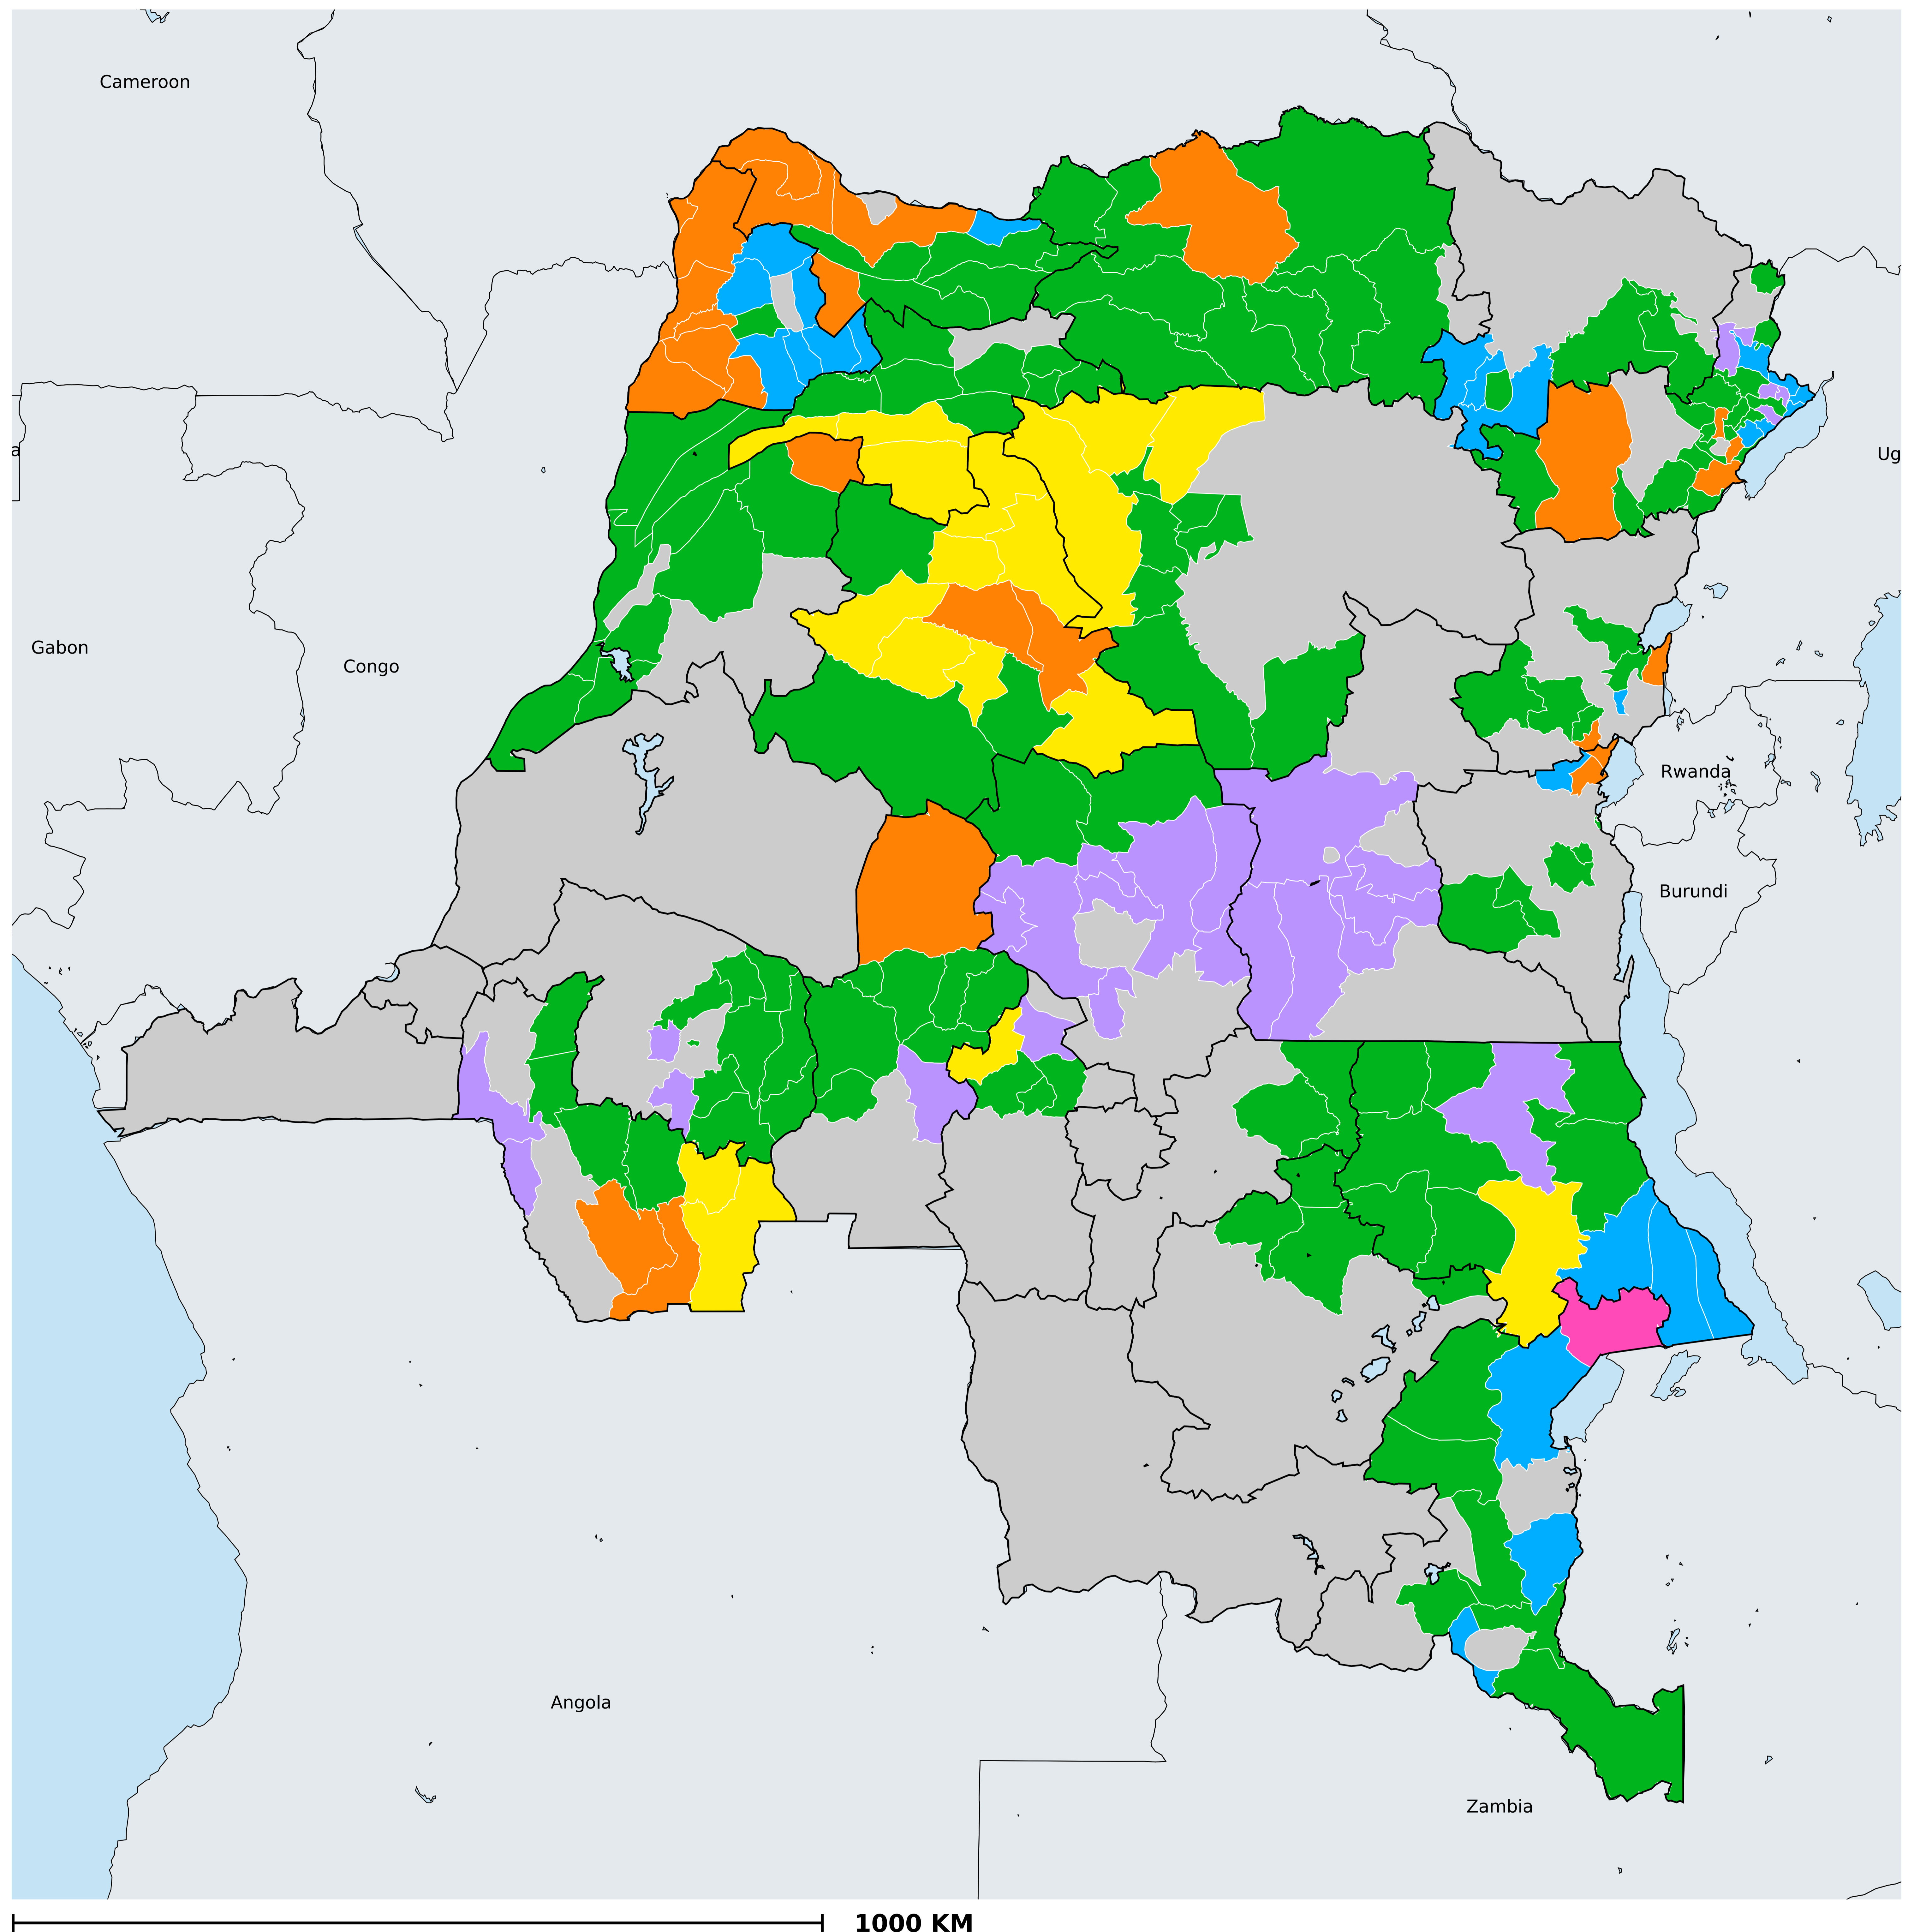 Cameroon
a
Ug
Gabon
Congo
Rwanda
Burundi
Angola
Zambia
1000 KM